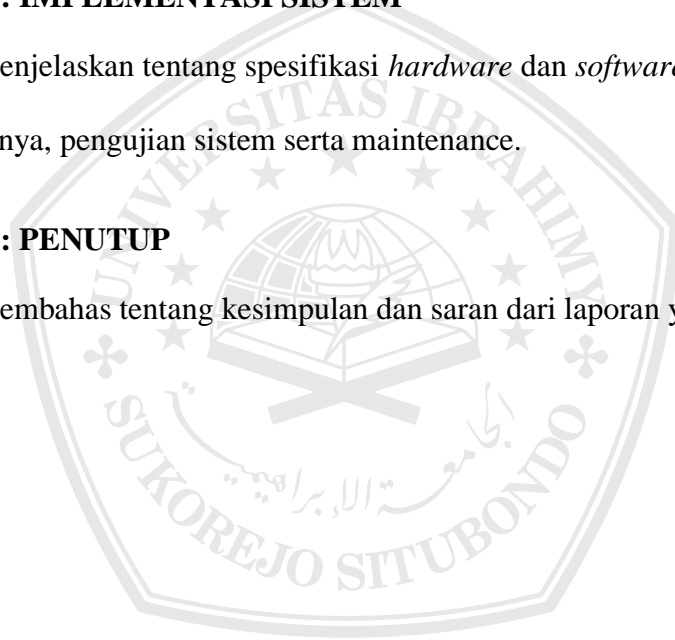 : IMPLEMENTASI SISTEM
enjelaskan tentang spesifikasi hardware dan software
nya, pengujian sistem serta maintenance.
: PENUTUP
embahas tentang kesimpulan dan saran dari laporan y
UNIVERSITAS IBRAHIMY
SUKOREJO SITUBONDO